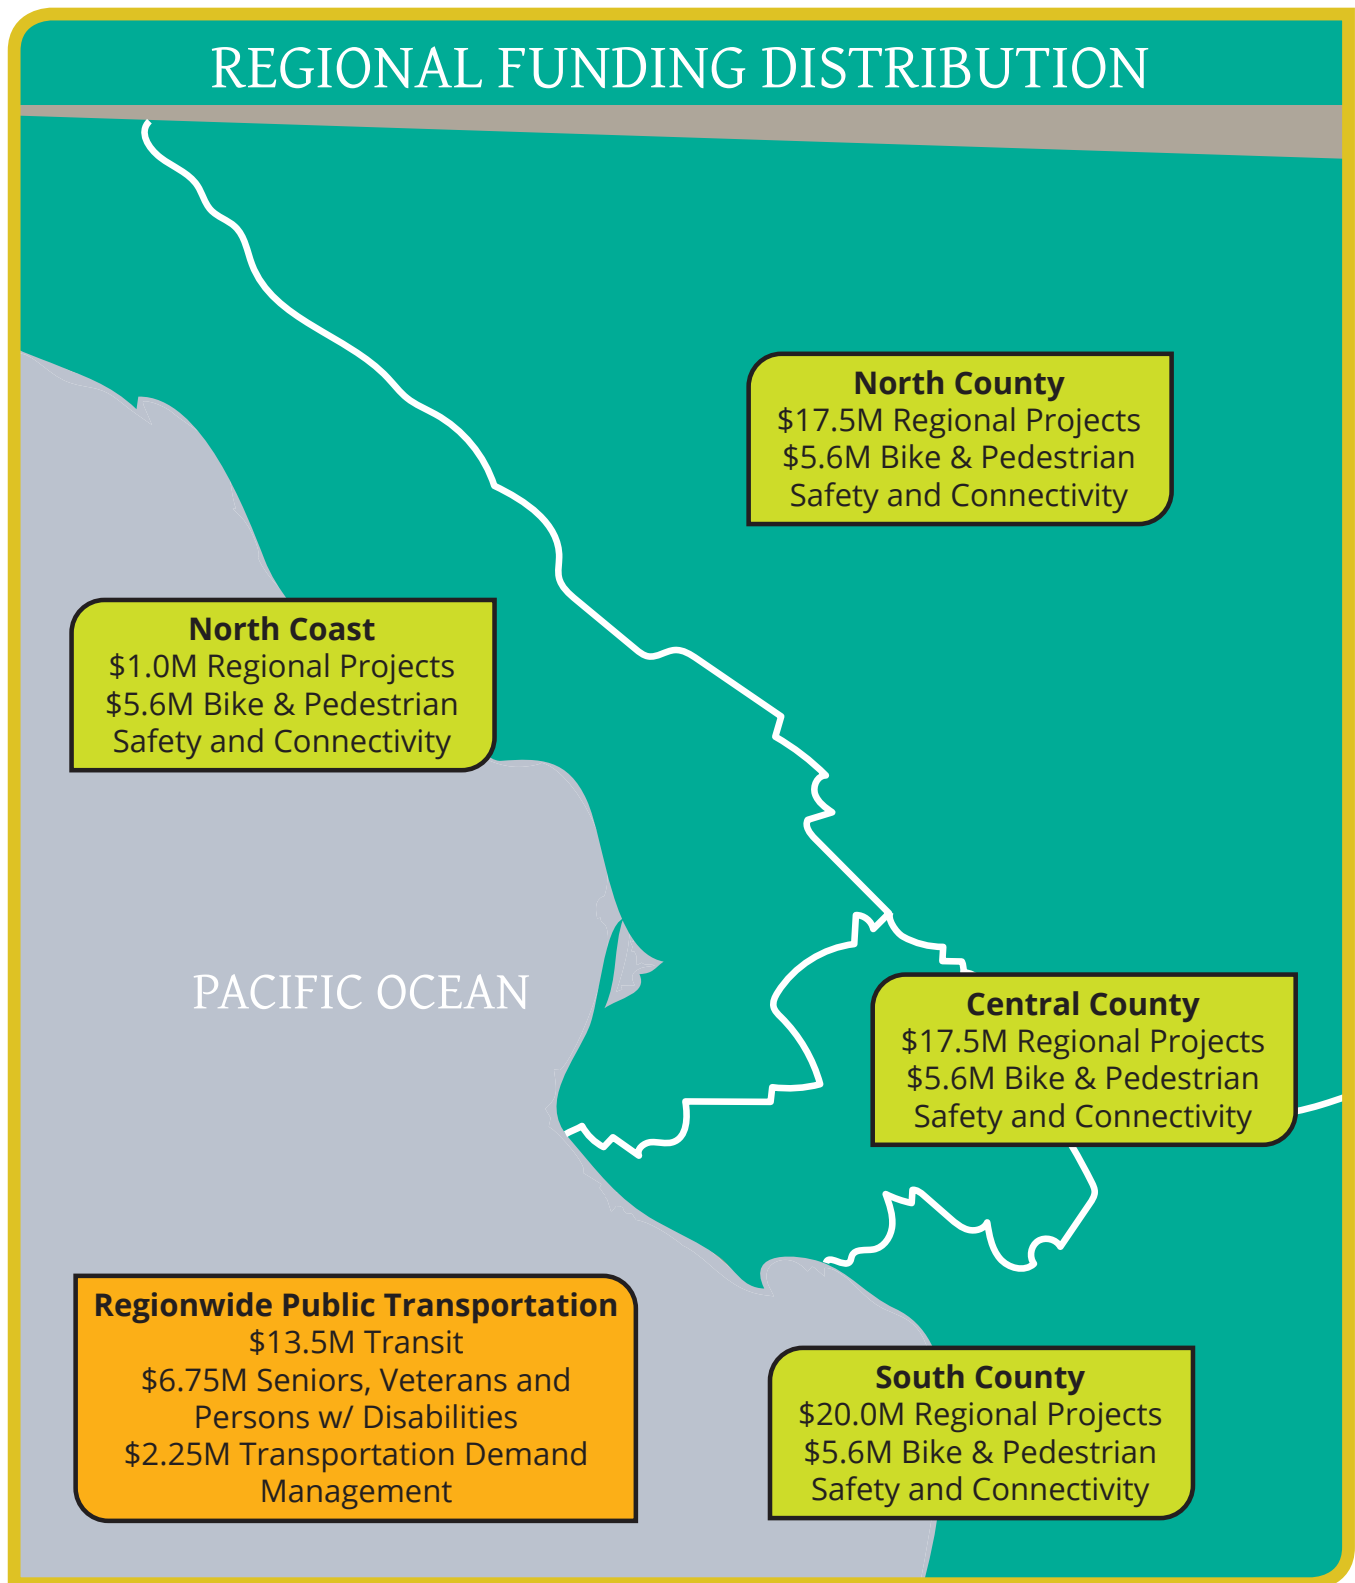 REGIONAL FUNDING DISTRIBUTION
North County
$17.5M Regional Projects
$5.6M Bike & Pedestrian
Safety and Connectivity
North Coast
$1.0M Regional Projects
$5.6M Bike & Pedestrian
Safety and Connectivity
PACIFIC OCEAN
Central County
$17.5M Regional Projects
$5.6M Bike & Pedestrian
Safety and Connectivity
Regionwide Public Transportation
$13.5M Transit
$6.75M Seniors, Veterans and
Persons w/ Disabilities
$2.25M Transportation Demand
Management
South County
$20.0M Regional Projects
$5.6M Bike & Pedestrian
Safety and Connectivity